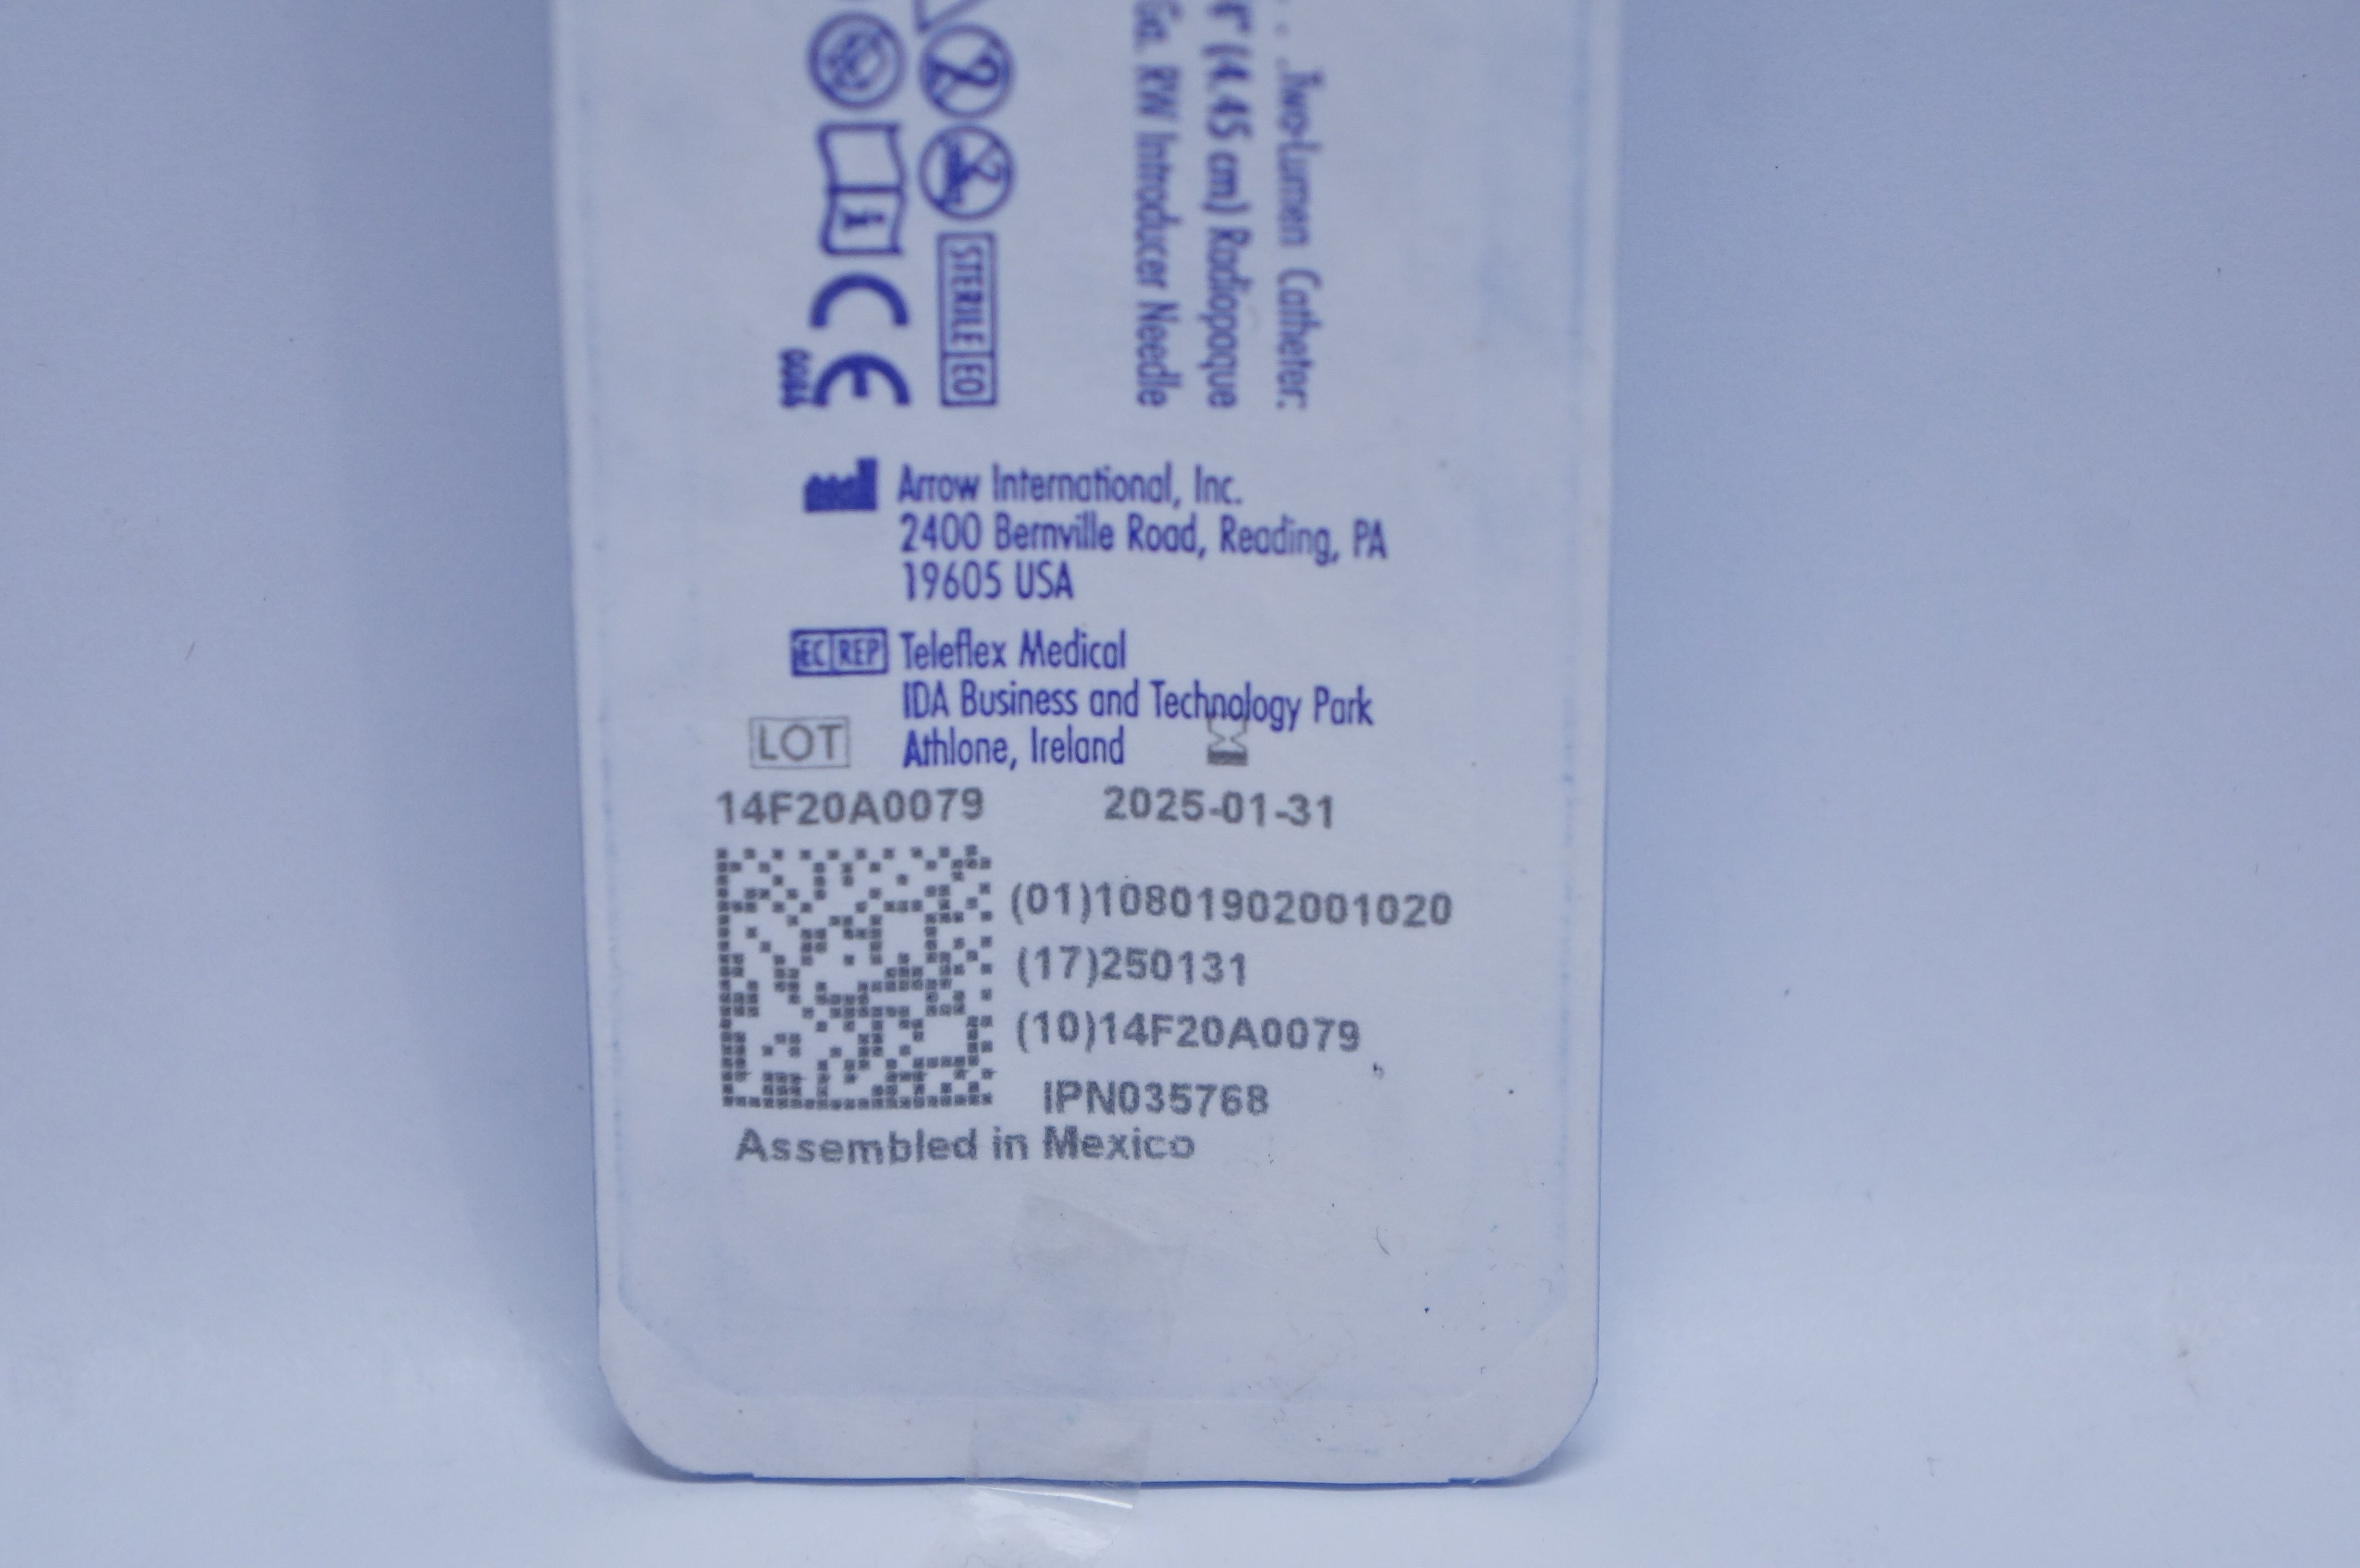 Two-Lumen Catheter:
(4.45 cm) Radiopaque
Ga. RW Introducer Needle
STERILE EO
CE
Arrow International, Inc.
2400 Bernville Road, Reading, PA
19605 USA
EC REP Teleflex Medical
IDA Business and Technology Park
Athlone, Ireland
LOT
14F20A0079 2025-01-31
(01)10801902001020
(17)250131
(10)14F20A0079
IPN035768
Assembled in Mexico